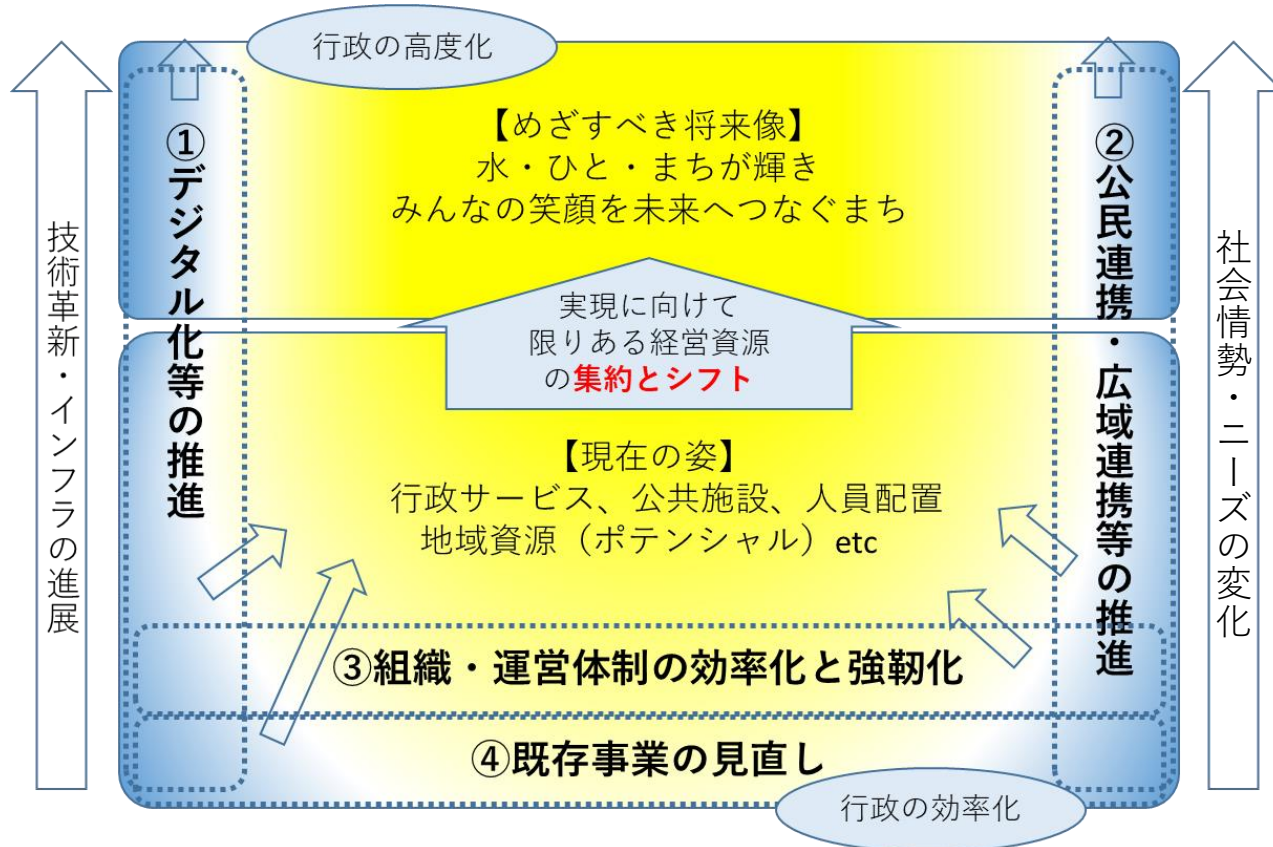 行政の高度化
技術革新・インフラの進展
①デジタル化等の推進
【めざすべき将来像】
水・ひと・まちが輝き
みんなの笑顔を未来へつなぐまち
②公民連携・広域連携等の推進
社会情勢・ニーズの変化
実現に向けて
限りある経営資源
の集約とシフト
【現在の姿】
行政サービス、公共施設、人員配置
地域資源（ポテンシャル）etc
③組織・運営体制の効率化と強靭化
④既存事業の見直し
行政の効率化